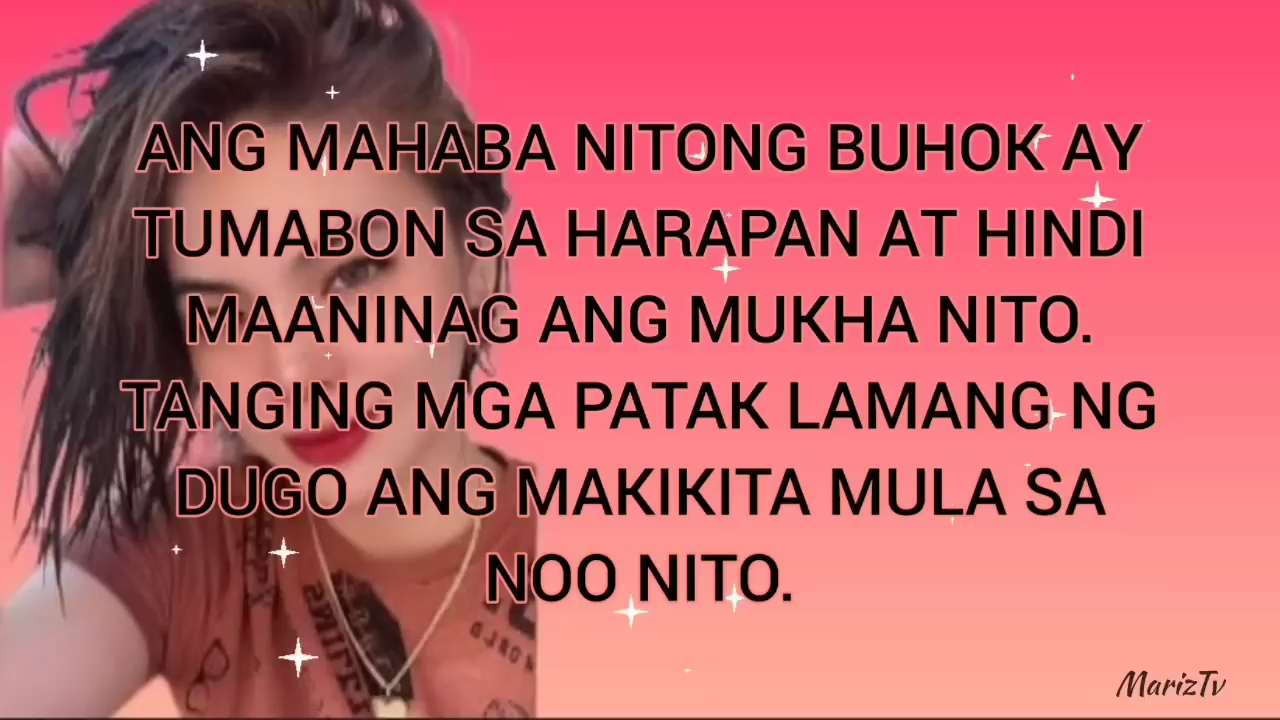 ANG MAHABA NITONG BUHOK AY
TUMABON SA HARAPAN AT HINDI
MAANINAG ANG MUKHA NITO.
TANGING MGA PATAK LAMANG NG
DUGO ANG MAKIKITA MULA SA
NOO NITO.
MarizTv